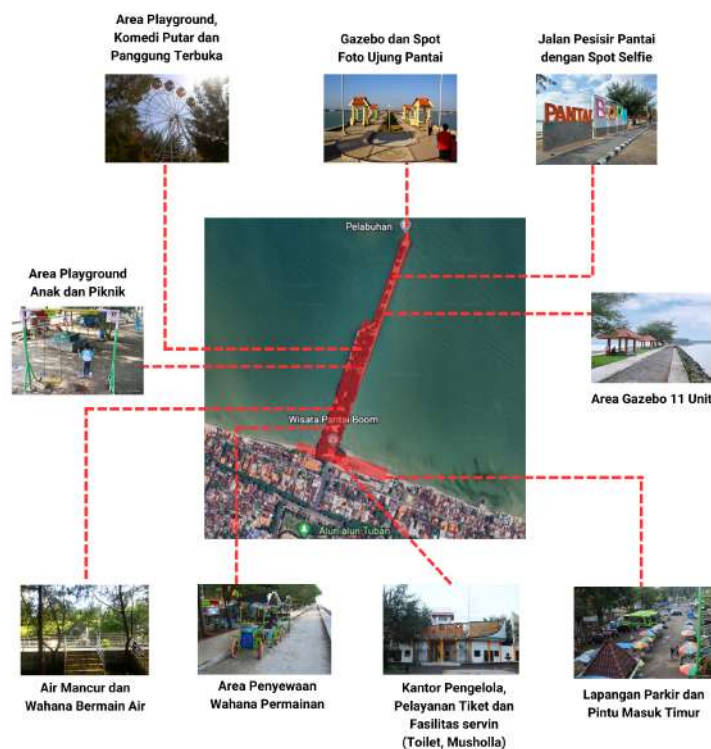 Area Playground,
Komedi Putar dan
Panggung Terbuka
Gazebo dan Spot
Foto Ujung Pantai
Jalan Pesisir Pantai
dengan Spot Selfie
PANTAI BOOM
Pelabuhan
Area Playground
Anak dan Piknik
Area Gazebo 11 Unit
Wisata Pantai Boom
Alun-alun Tuban
Air Mancur dan
Wahana Bermain Air
Area Penyewaan
Wahana Permainan
Kantor Pengelola,
Pelayanan Tiket dan
Fasilitas servin
(Toilet, Musholla)
Lapangan Parkir dan
Pintu Masuk Timur